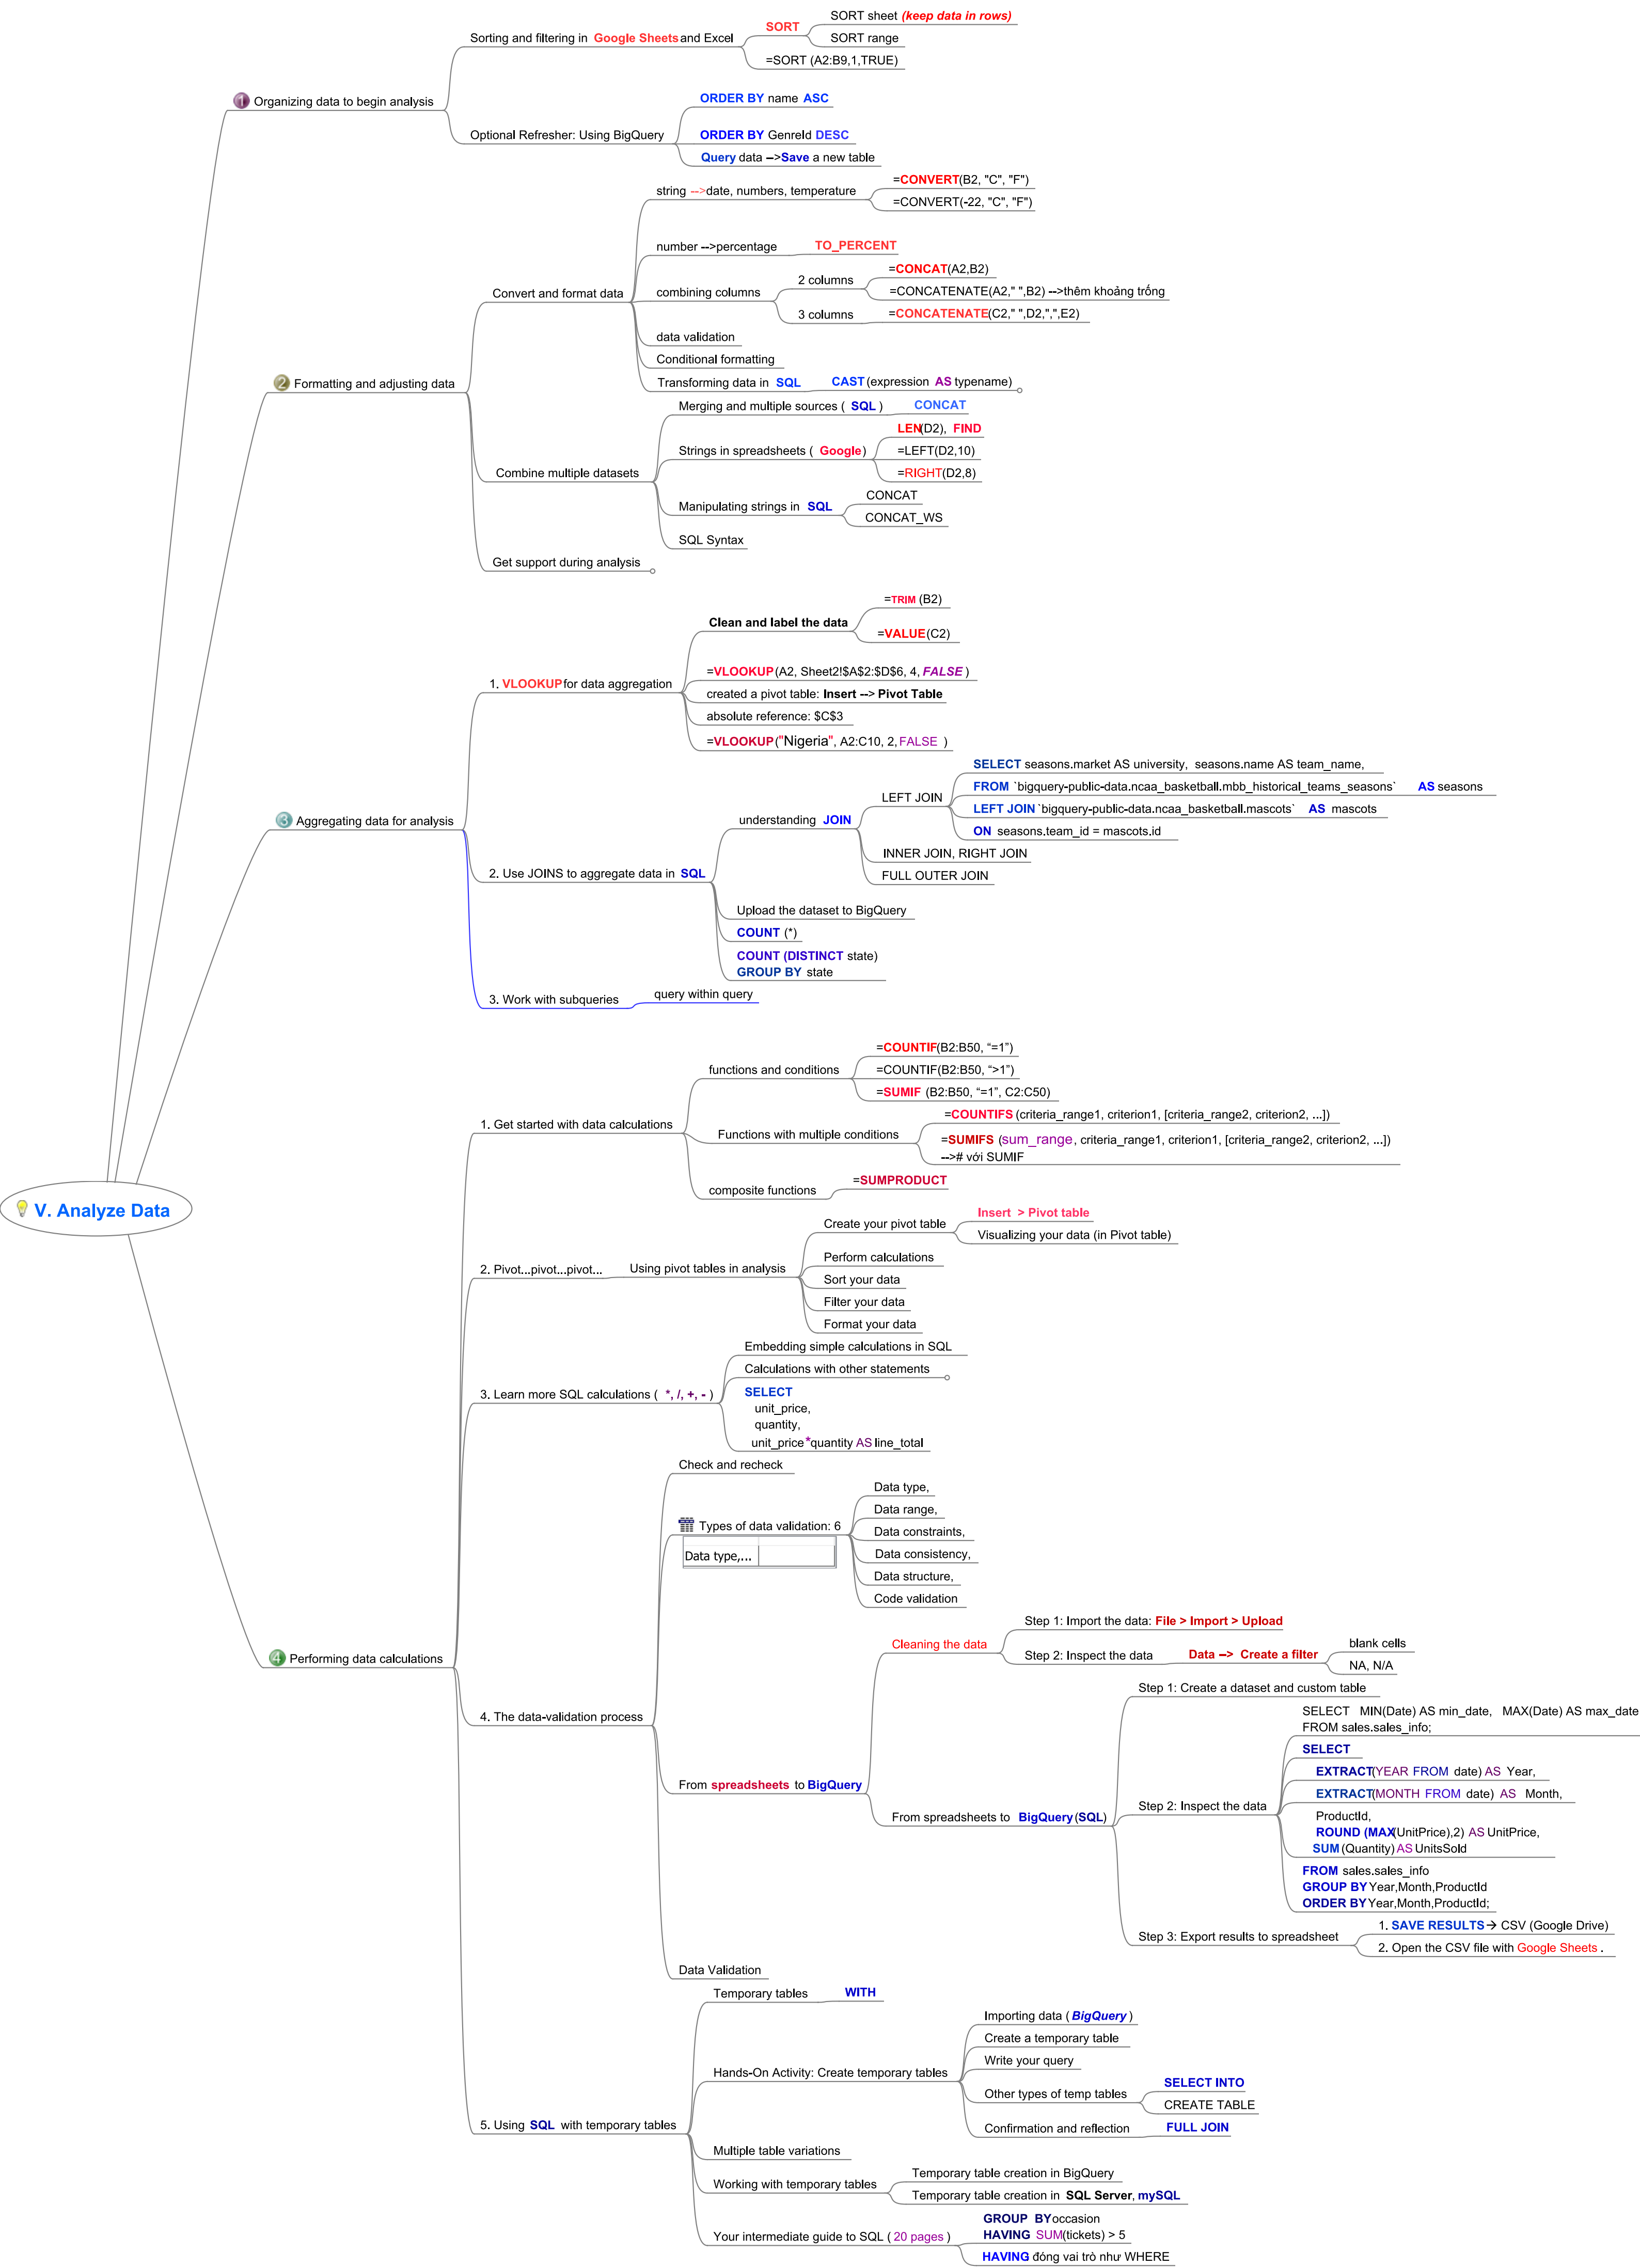 V. Analyze Data
1 Organizing data to begin analysis
Sorting and filtering in Google Sheets and Excel
SORT
SORT sheet (keep data in rows)
SORT range
=SORT (A2:B9,1,TRUE)
Optional Refresher: Using BigQuery
ORDER BY name ASC
ORDER BY GenreId DESC
Query data –>Save a new table
2 Formatting and adjusting data
Convert and format data
string -->date, numbers, temperature
=CONVERT(B2, "C", "F")
=CONVERT(-22, "C", "F")
number -->percentage
TO_PERCENT
combining columns
2 columns
=CONCAT(A2,B2)
=CONCATENATE(A2," ",B2) -->thêm khoảng trống
3 columns
=CONCATENATE(C2," ",D2,",",E2)
data validation
Conditional formatting
Transforming data in SQL
CAST(expression AS typename)
Combine multiple datasets
Merging and multiple sources ( SQL )
CONCAT
Strings in spreadsheets ( Google)
LEN(D2), FIND
=LEFT(D2,10)
=RIGHT(D2,8)
Manipulating strings in SQL
CONCAT
CONCAT_WS
SQL Syntax
Get support during analysis
3 Aggregating data for analysis
1. VLOOKUP for data aggregation
Clean and label the data
=TRIM (B2)
=VALUE(C2)
=VLOOKUP(A2, Sheet2!$A$2:$D$6, 4, FALSE )
created a pivot table: Insert --> Pivot Table
absolute reference: $C$3
=VLOOKUP("Nigeria", A2:C10, 2, FALSE )
2. Use JOINS to aggregate data in SQL
understanding JOIN
LEFT JOIN
SELECT seasons.market AS university, seasons.name AS team_name,
FROM `bigquery-public-data.ncaa_basketball.mbb_historical_teams_seasons` AS seasons
LEFT JOIN `bigquery-public-data.ncaa_basketball.mascots` AS mascots
ON seasons.team_id = mascots.id
INNER JOIN, RIGHT JOIN
FULL OUTER JOIN
Upload the dataset to BigQuery
COUNT (*)
COUNT (DISTINCT state)
GROUP BY state
3. Work with subqueries
query within query
4 Performing data calculations
1. Get started with data calculations
functions and conditions
=COUNTIF(B2:B50, “=1”)
=COUNTIF(B2:B50, “>1”)
=SUMIF (B2:B50, “=1”, C2:C50)
Functions with multiple conditions
=COUNTIFS (criteria_range1, criterion1, [criteria_range2, criterion2, ...])
=SUMIFS (sum_range, criteria_range1, criterion1, [criteria_range2, criterion2, ...])
--># với SUMIF
composite functions
=SUMPRODUCT
2. Pivot...pivot...pivot...
Using pivot tables in analysis
Create your pivot table
Insert > Pivot table
Visualizing your data (in Pivot table)
Perform calculations
Sort your data
Filter your data
Format your data
3. Learn more SQL calculations ( *, /, +, - )
Embedding simple calculations in SQL
Calculations with other statements
SELECT
unit_price,
quantity,
unit_price*quantity AS line_total
4. The data-validation process
Check and recheck
Types of data validation: 6
Data type,...
Data type,
Data range,
Data constraints,
Data consistency,
Data structure,
Code validation
From spreadsheets to BigQuery
Cleaning the data
Step 1: Import the data: File > Import > Upload
Step 2: Inspect the data
Data –> Create a filter
blank cells
NA, N/A
From spreadsheets to BigQuery (SQL)
Step 1: Create a dataset and custom table
Step 2: Inspect the data
SELECT MIN(Date) AS min_date, MAX(Date) AS max_date
FROM sales.sales_info;
SELECT
EXTRACT(YEAR FROM date) AS Year,
EXTRACT(MONTH FROM date) AS Month,
ProductId,
ROUND (MAX(UnitPrice),2) AS UnitPrice,
SUM (Quantity) AS UnitsSold
FROM sales.sales_info
GROUP BY Year,Month,ProductId
ORDER BY Year,Month,ProductId;
Step 3: Export results to spreadsheet
1. SAVE RESULTS → CSV (Google Drive)
2. Open the CSV file with Google Sheets .
Data Validation
5. Using SQL with temporary tables
Temporary tables
WITH
Hands-On Activity: Create temporary tables
Importing data ( BigQuery )
Create a temporary table
Write your query
Other types of temp tables
SELECT INTO
CREATE TABLE
Confirmation and reflection
FULL JOIN
Multiple table variations
Working with temporary tables
Temporary table creation in BigQuery
Temporary table creation in SQL Server, mySQL
Your intermediate guide to SQL ( 20 pages )
GROUP BY occasion
HAVING SUM(tickets) > 5
HAVING đóng vai trò như WHERE